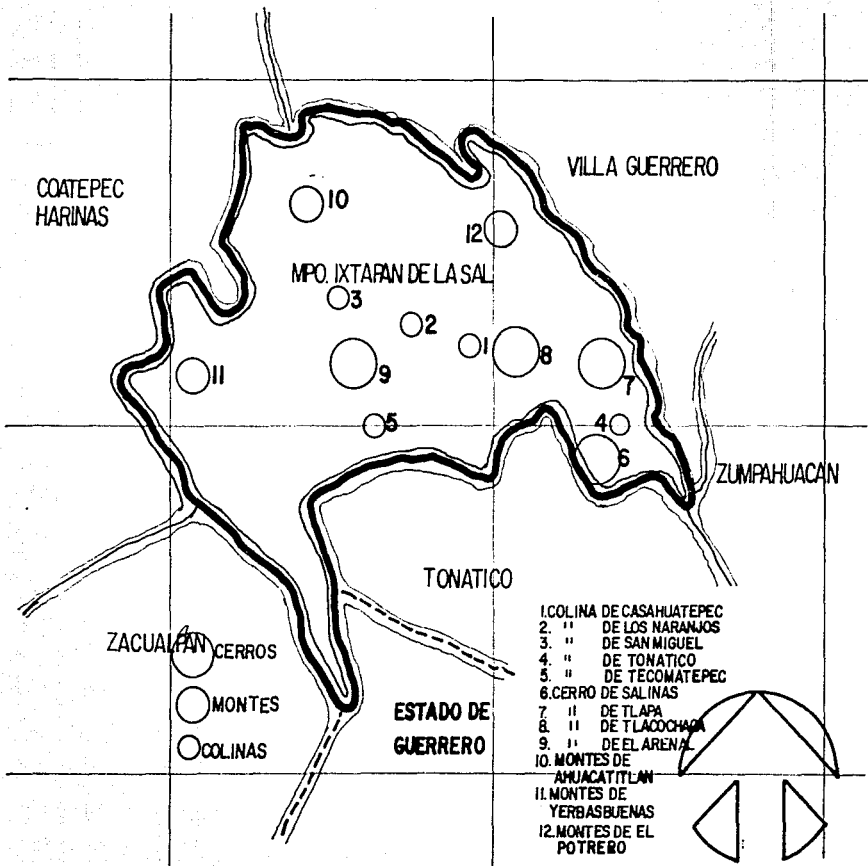 COATEPEC
HARINAS
VILLA GUERRERO
10
12
MPO. IXTAPAN DE LA SAL
3
2
1
8
11
9
7
5
4
6
ZUMPAHUACAN
TONATICO
ZACUALPAN
CERROS
MONTES
COLINAS
ESTADO DE
GUERRERO
1.COLINA DE CASAHUATEPEC
2. " DE LOS NARANJOS
3. " DE SAN MIGUEL
4. " DE TONATICO
5. " DE TECOMATEPEC
6.CERRO DE SALINAS
7. " DE TLAPA
8. " DE TLACOCHACA
9. " DE EL ARENAL
10. MONTES DE
AHUACATITLAN
11. MONTES DE
YERBASBUENAS
12. MONTES DE EL
POTRERO